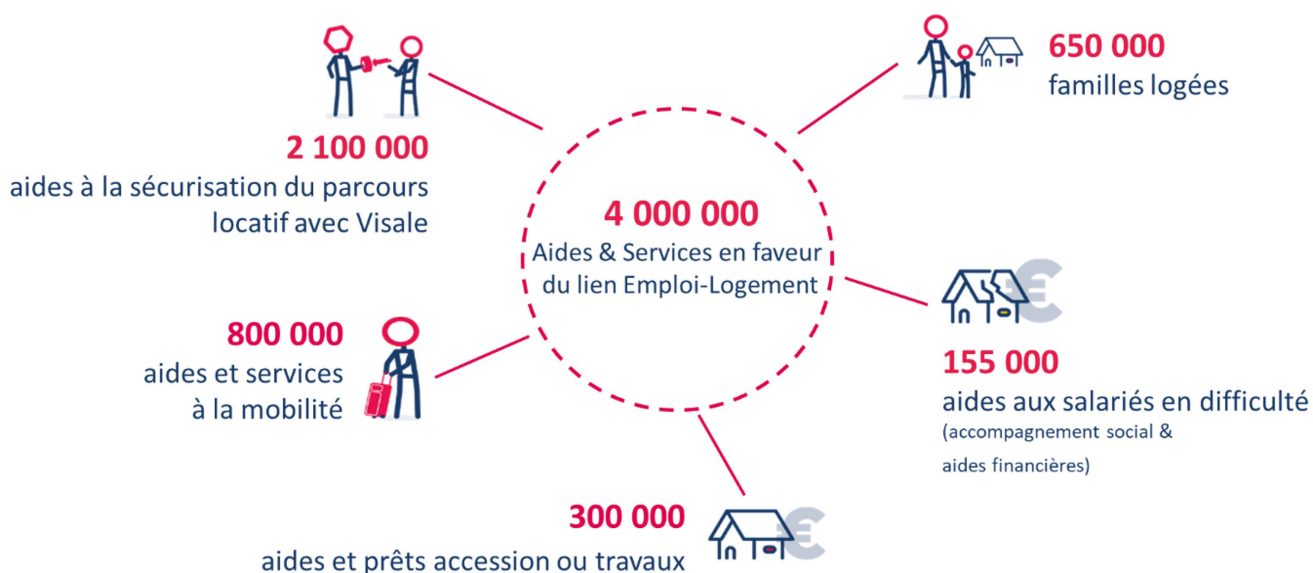 650 000
familles logées
2 100 000
aides à la sécurisation du parcours
locatif avec Visale
4 000 000
Aides & Services en faveur
du lien Emploi-Logement
800 000
aides et services
à la mobilité
155 000
aides aux salariés en difficulté
(accompagnement social &
aides financières)
300 000
aides et prêts accession ou travaux